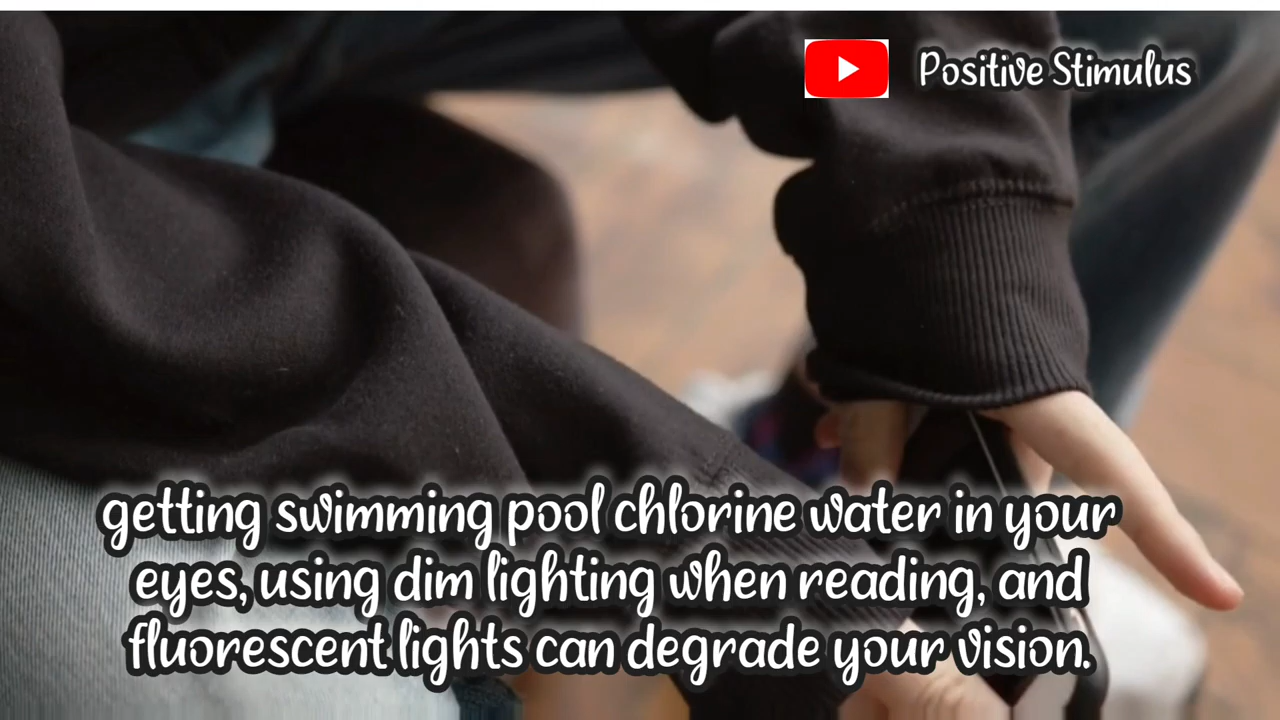 Positive Stimulus
getting swimming pool chlorine water in your
eyes, using dim lighting when reading, and
fluorescent lights can degrade your vision.